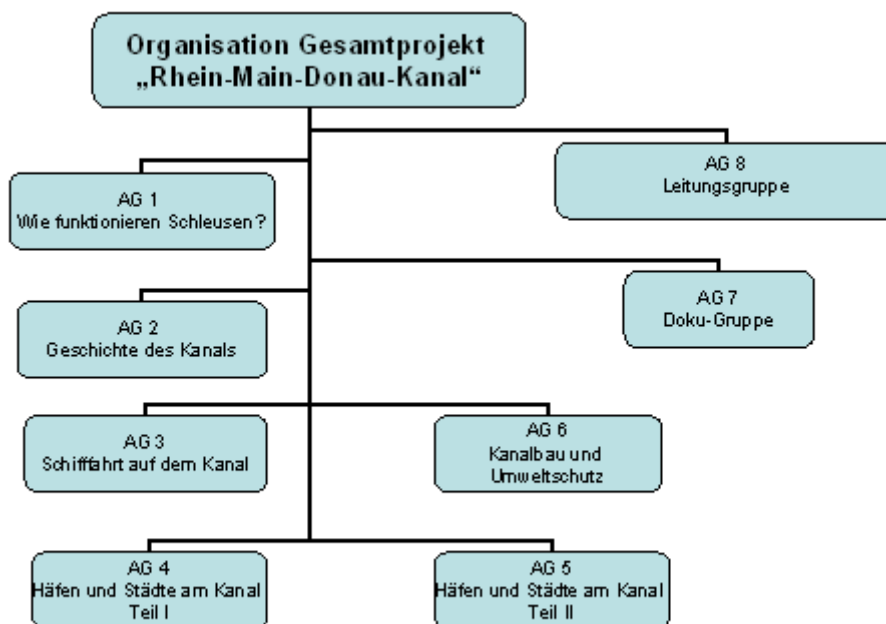 Organisation Gesamtprojekt
„Rhein-Main-Donau-Kanal“
AG 1
Wie funktionieren Schleusen?
AG 8
Leitungsgruppe
AG 2
Geschichte des Kanals
AG 7
Doku-Gruppe
AG 3
Schifffahrt auf dem Kanal
AG 6
Kanalbau und
Umweltschutz
AG 4
Häfen und Städte am Kanal
Teil I
AG 5
Häfen und Städte am Kanal
Teil II